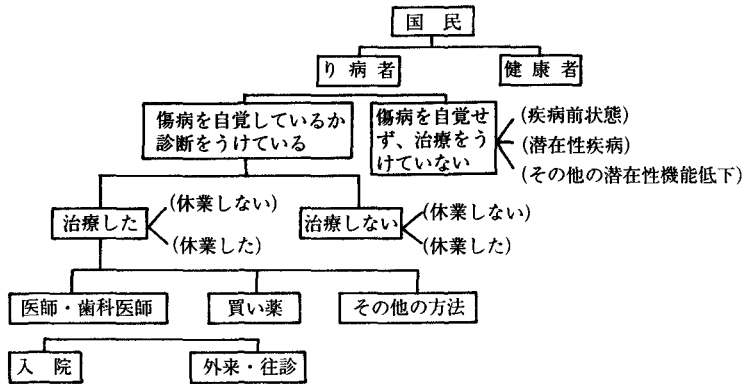 国民
り病者
健康者
傷病を自覚しているか
診断をうけている
傷病を自覚せ
ず、治療をう
けていない
(疾病前状態)
(潜在性疾病)
(その他の潜在性機能低下)
治療した
(休業しない)
(休業した)
治療しない
(休業しない)
(休業した)
医師・歯科医師
買い薬
その他の方法
入院
外来・往診